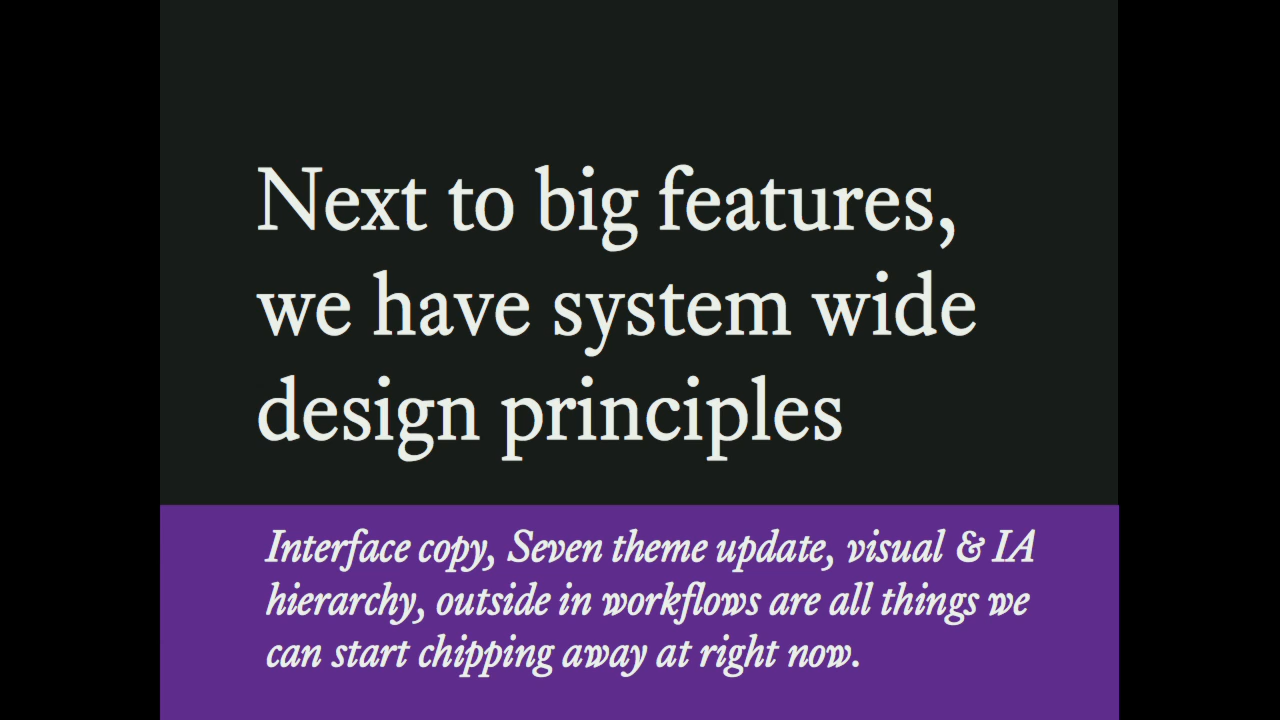 Next to big features,
we have system wide
design principles
Interface copy, Seven theme update, visual & IA
hierarchy, outside in workflows are all things we
can start chipping away at right now.